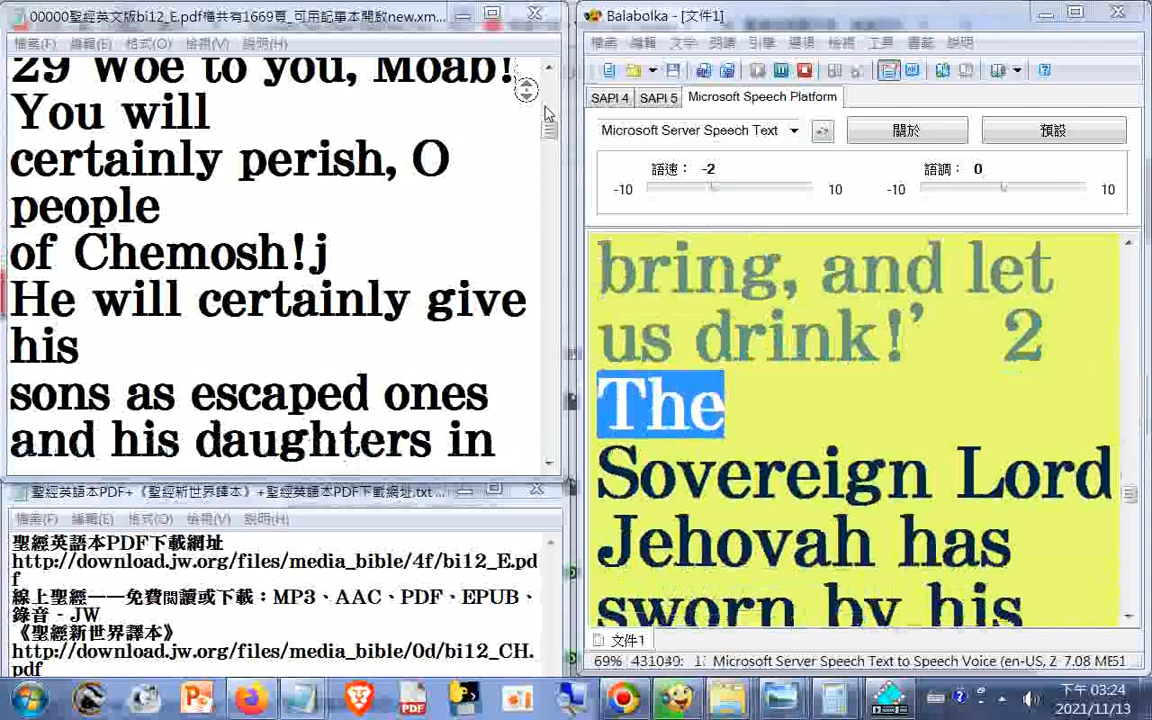 00000聖經英文版bi12_E.pdf檔共有1669頁_可用記事本開啟new.xm...
檔案(F) 編輯(E) 格式(O) 檢視(V) 說明(H)
29 Woe to you, Moab!
You will
certainly perish, O
people
of Chemosh!j
He will certainly give
his
sons as escaped ones
and his daughters in
聖經英語本PDF+《聖經新世界譯本》+聖經英語本PDF下載網址.txt ...
檔案(F) 編輯(E) 格式(O) 檢視(V) 說明(H)
聖經英語本PDF下載網址
http://download.jw.org/files/media_bible/4f/bi12_E.pd
f
線上聖經——免費閱讀或下載：MP3、AAC、PDF、EPUB、
錄音 - JW
《聖經新世界譯本》
http://download.jw.org/files/media_bible/0d/bi12_CH.
pdf
Balabolka - [文件1]
檔案 編輯 文字 朗讀 引擎 選項 檢視 工具 書籤 說明
SAPI 4 SAPI 5 Microsoft Speech Platform
Microsoft Server Speech Text 關於 預設
語速： -2 語調： 0
-10 10 -10 10
bring, and let
us drink!’ 2
The
Sovereign Lord
Jehovah has
sworn by his
文件1
69% 431049: Microsoft Server Speech Text to Speech Voice (en-US, Z 7.08 ME51
下午 03:24
2021/11/13